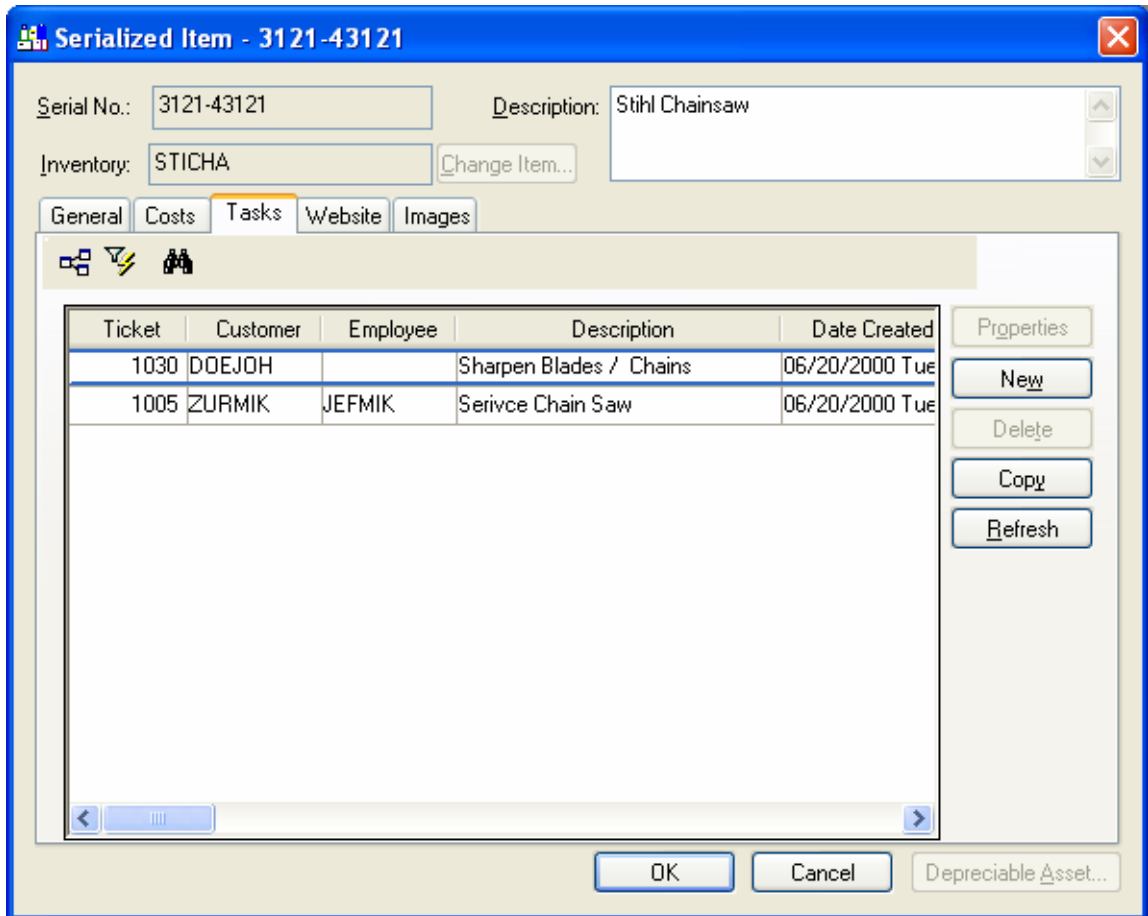 Serialized Item - 3121-43121
Serial No.: 3121-43121 Description: Stihl Chainsaw
Inventory: STICHA Change Item...
General Costs Tasks Website Images
Ticket Customer Employee Description Date Created Properties
1030 DOEJOH Sharpen Blades / Chains 06/20/2000 Tue
New
1005 ZURMIK JEFMIK Serivce Chain Saw 06/20/2000 Tue
Delete
Copy
Refresh
OK Cancel Depreciable Asset...